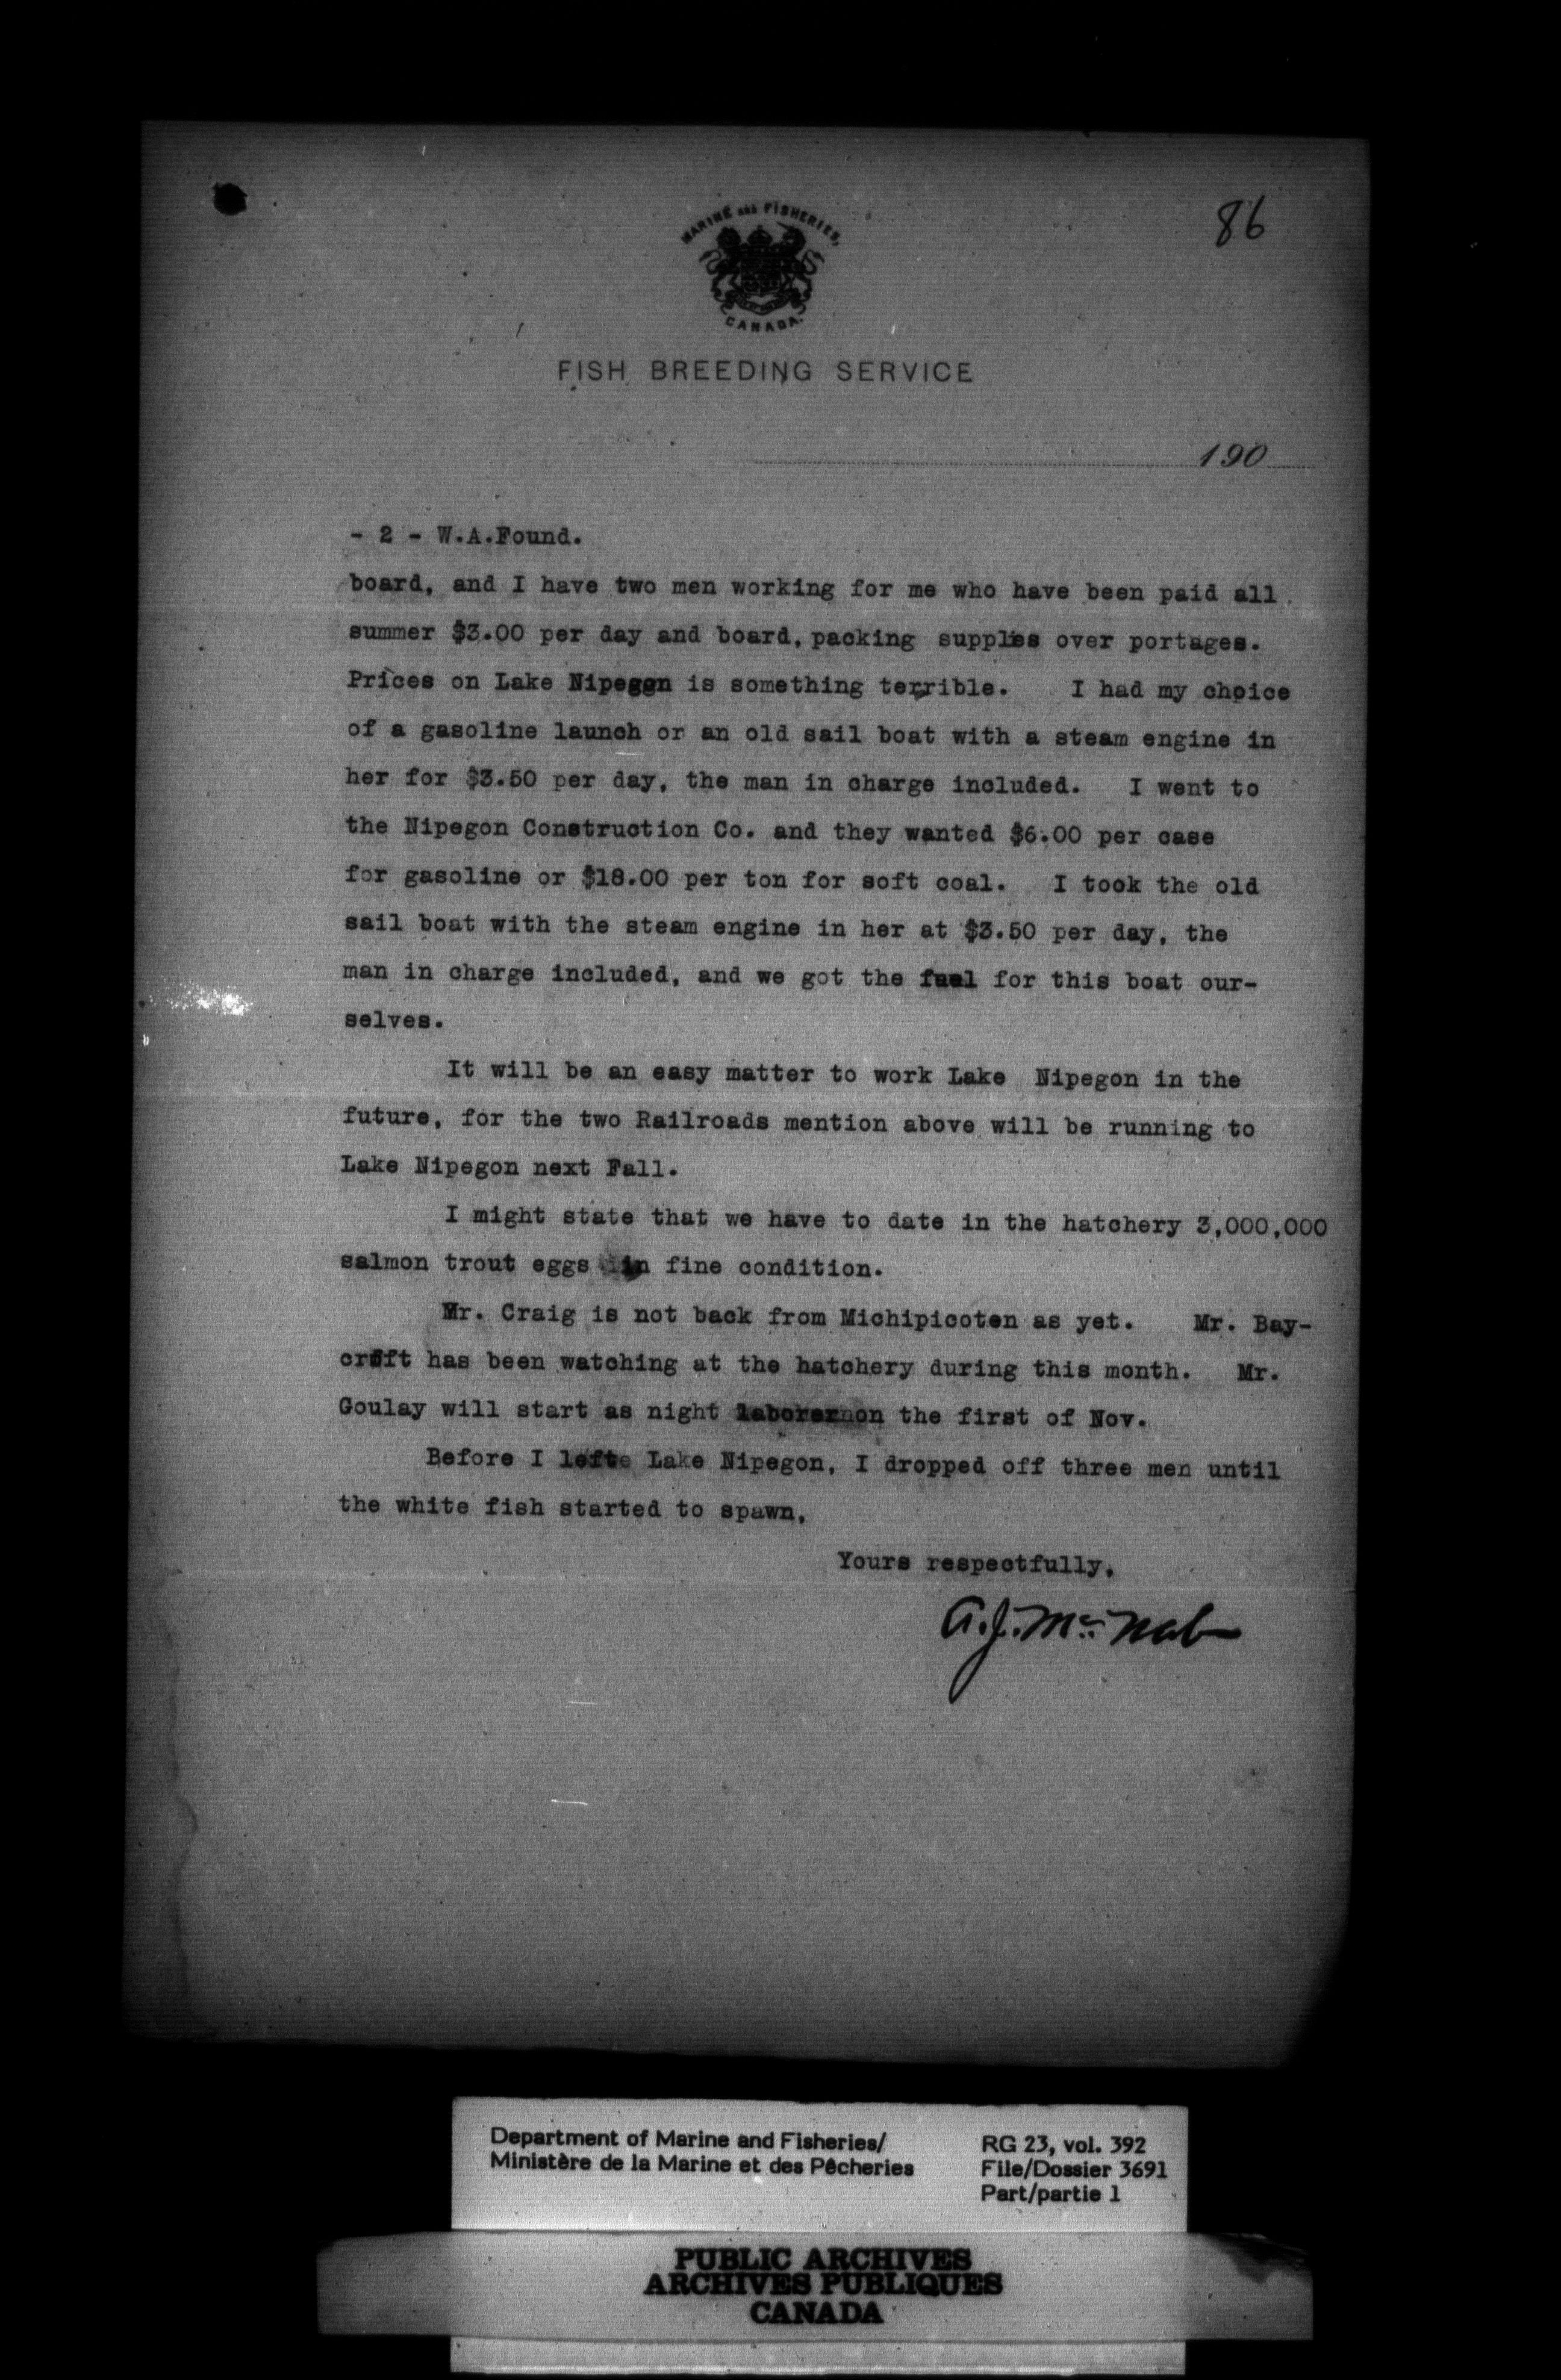 86
MARINE AND FISHERIES,
CANADA.
FISH BREEDING SERVICE
190
- 2 - W.A.Found.
board, and I have two men working for me who have been paid all
summer $3.00 per day and board, packing supplies over portages.
Prices on Lake Nipegon is something terrible. I had my choice
of a gasoline launch or an old sail boat with a steam engine in
her for $3.50 per day, the man in charge included. I went to
the Nipegon Construction Co. and they wanted $6.00 per case
for gasoline or $18.00 per ton for soft coal. I took the old
sail boat with the steam engine in her at $3.50 per day, the
man in charge included, and we got the fuel for this boat our-
selves.
It will be an easy matter to work Lake Nipegon in the
future, for the two Railroads mention above will be running to
Lake Nipegon next Fall.
I might state that we have to date in the hatchery 3,000,000
salmon trout eggs in fine condition.
Mr. Craig is not back from Michipicoten as yet. Mr. Bay-
croft has been watching at the hatchery during this month. Mr.
Goulay will start as night laborer on the first of Nov.
Before I left Lake Nipegon, I dropped off three men until
the white fish started to spawn,
Yours respectfully,
A.J. McNab
Department of Marine and Fisheries/
Ministère de la Marine et des Pêcheries
RG 23, vol. 392
File/Dossier 3691
Part/partie 1
PUBLIC ARCHIVES
ARCHIVES PUBLIQUES
CANADA